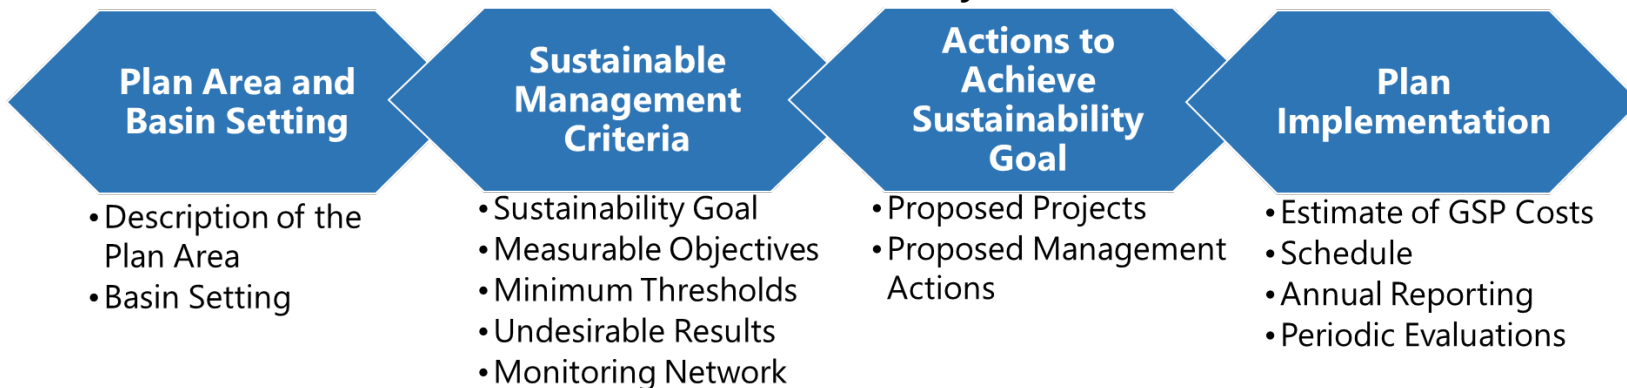 Plan Area and
Basin Setting
• Description of the
Plan Area
• Basin Setting
Sustainable
Management
Criteria
• Sustainability Goal
• Measurable Objectives
• Minimum Thresholds
• Undesirable Results
• Monitoring Network
Actions to
Achieve
Sustainability
Goal
• Proposed Projects
• Proposed Management
Actions
Plan
Implementation
• Estimate of GSP Costs
• Schedule
• Annual Reporting
• Periodic Evaluations